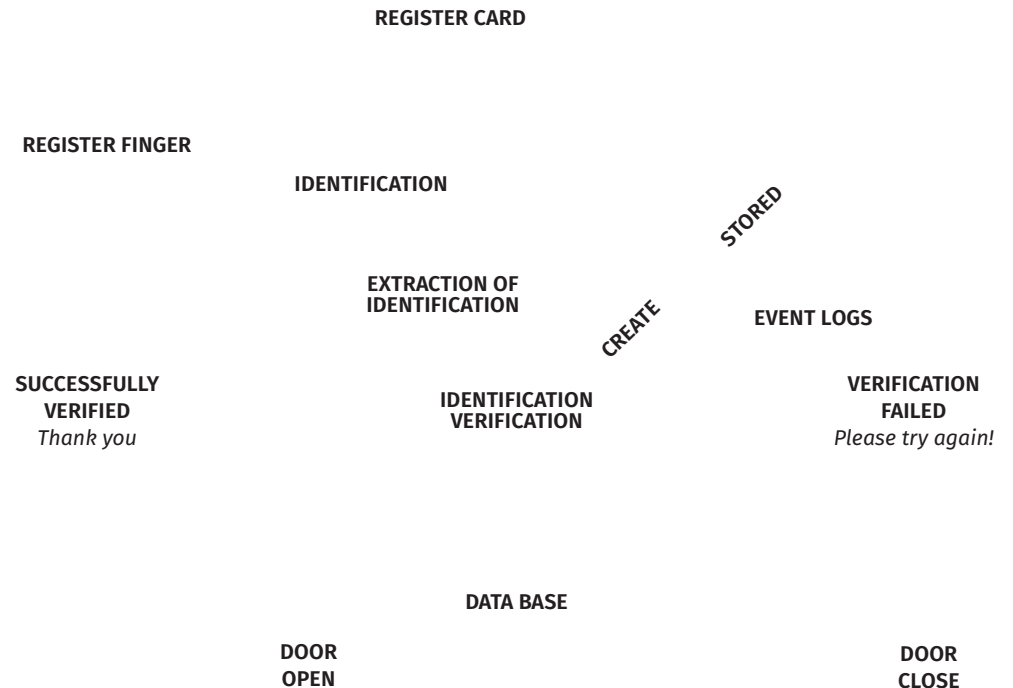 REGISTER CARD
REGISTER FINGER
IDENTIFICATION
STORED
EXTRACTION OF
IDENTIFICATION
CREATE
EVENT LOGS
SUCCESSFULLY
VERIFIED
Thank you
IDENTIFICATION
VERIFICATION
VERIFICATION
FAILED
Please try again!
DATA BASE
DOOR
OPEN
DOOR
CLOSE